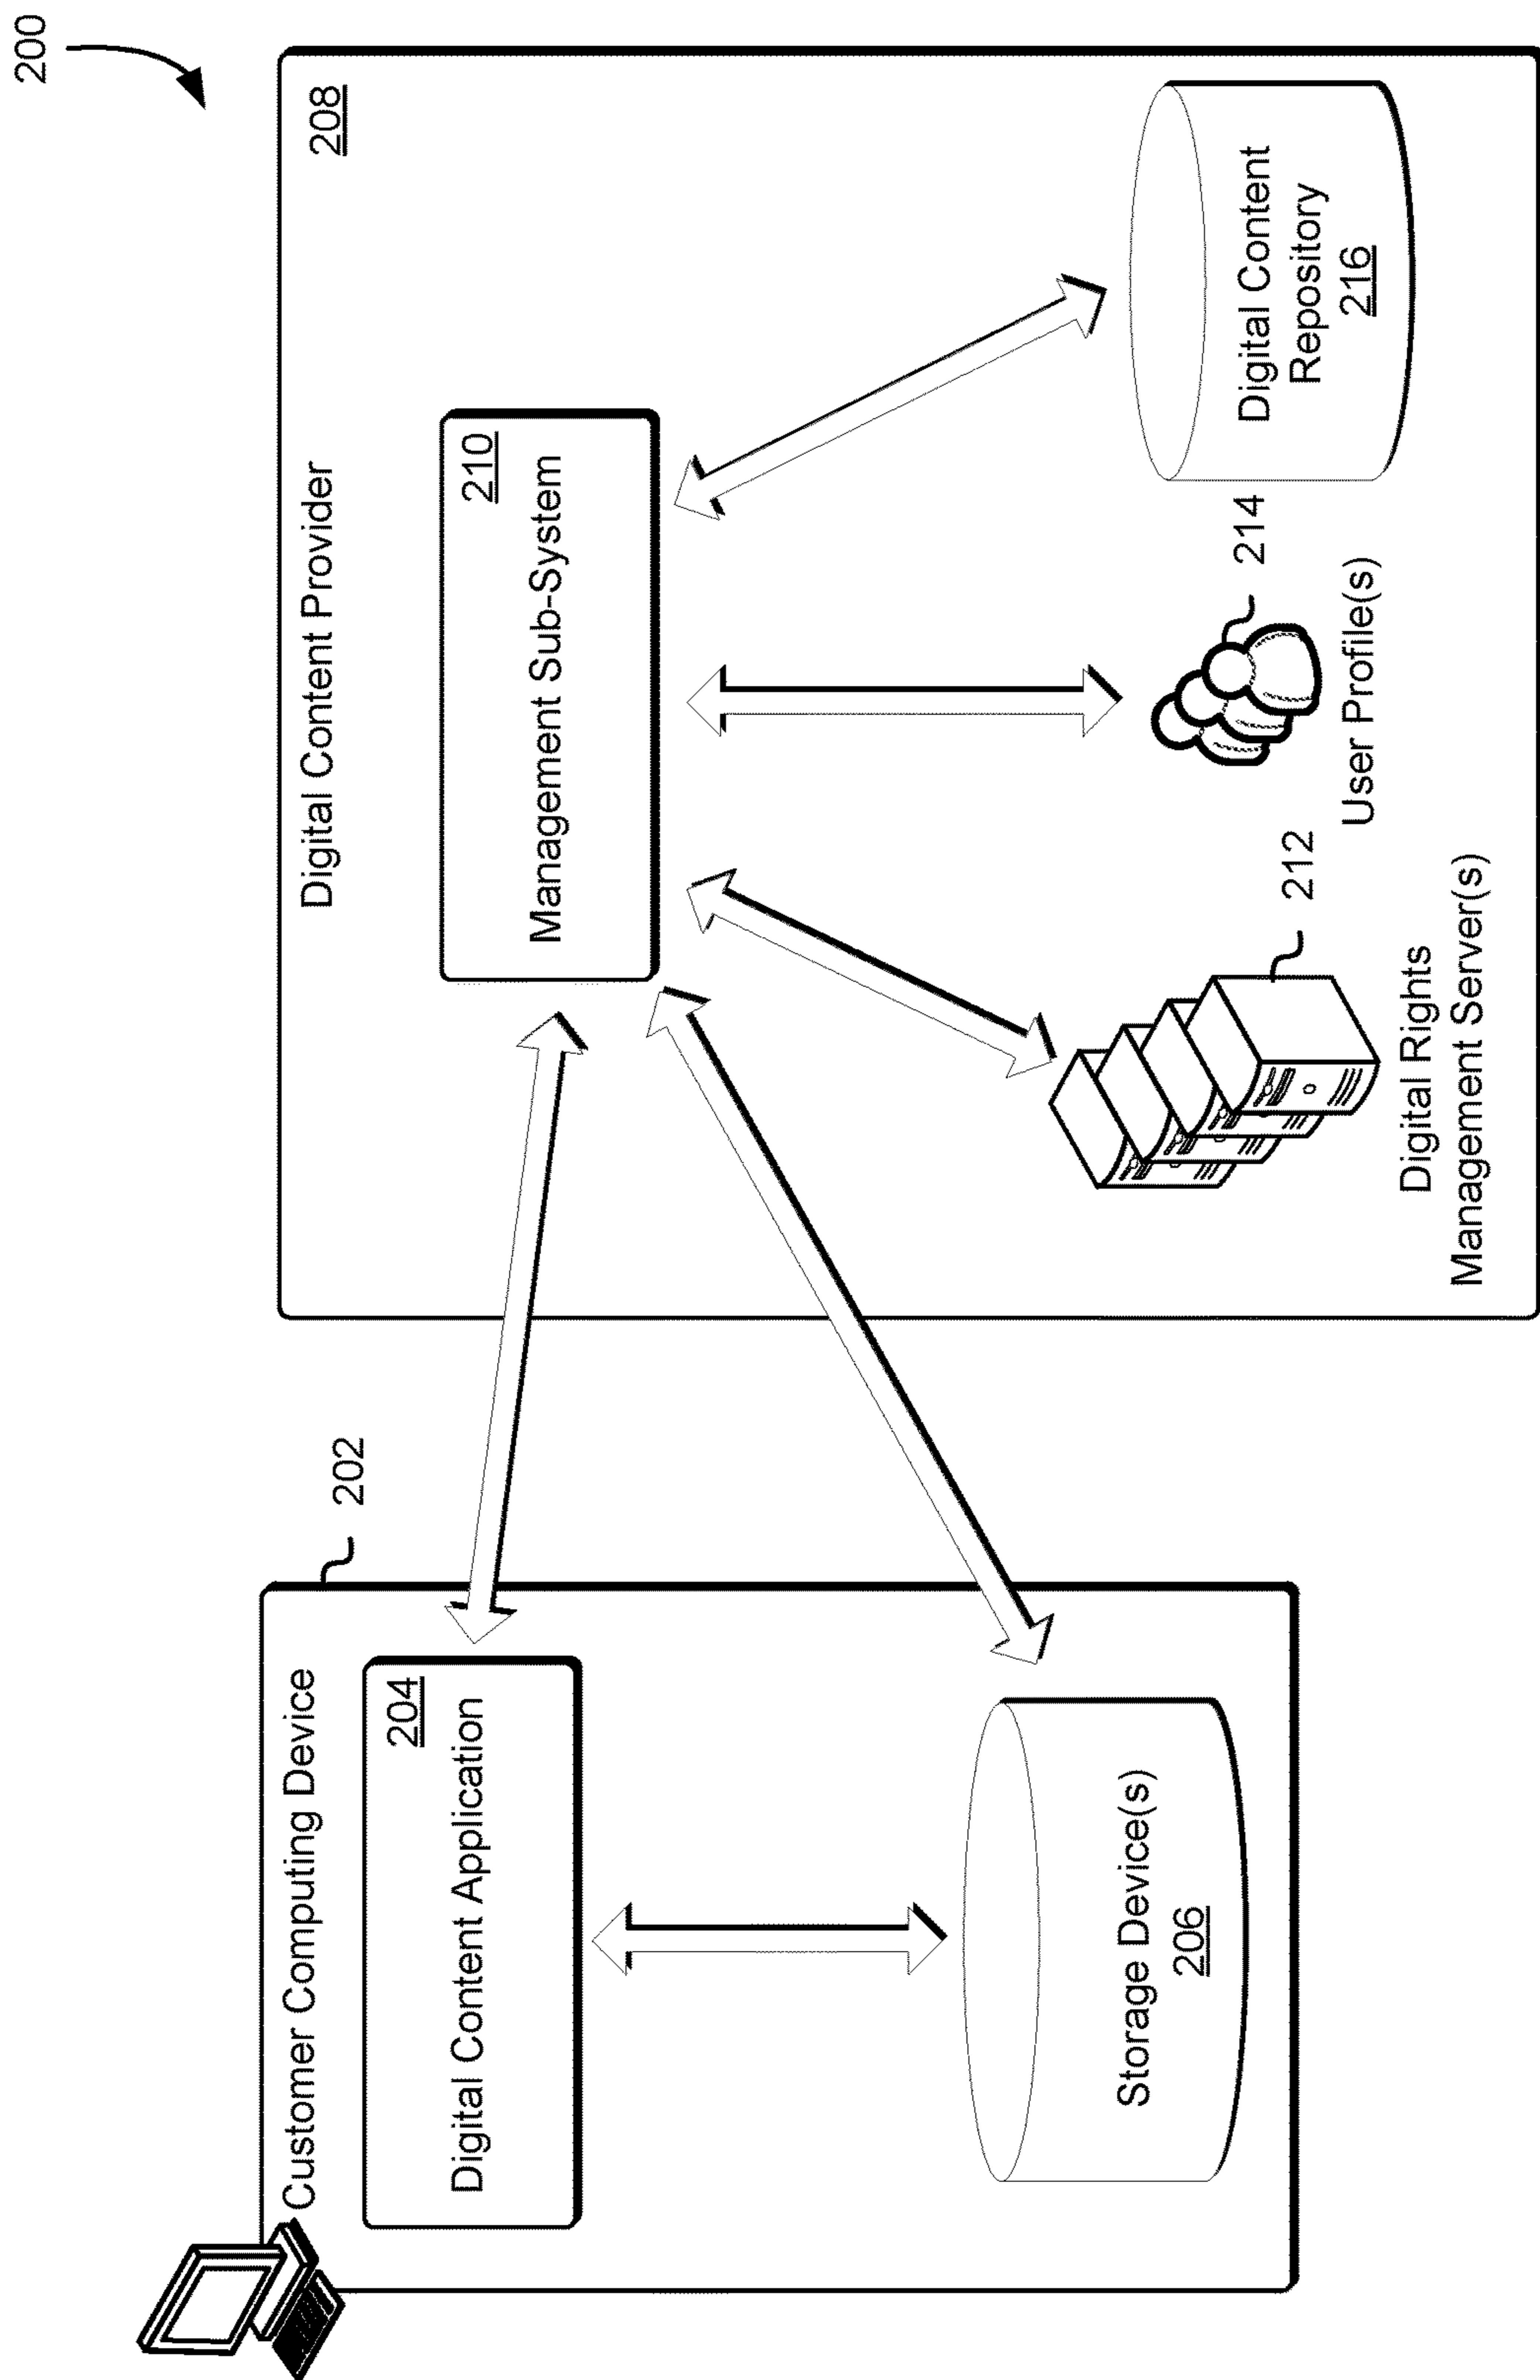 200
Customer Computing Device
202
204
Digital Content Application
Storage Device(s)
206
208
Digital Content Provider
210
Management Sub-System
212
Digital Rights
Management Server(s)
214
User Profile(s)
Digital Content
Repository
216